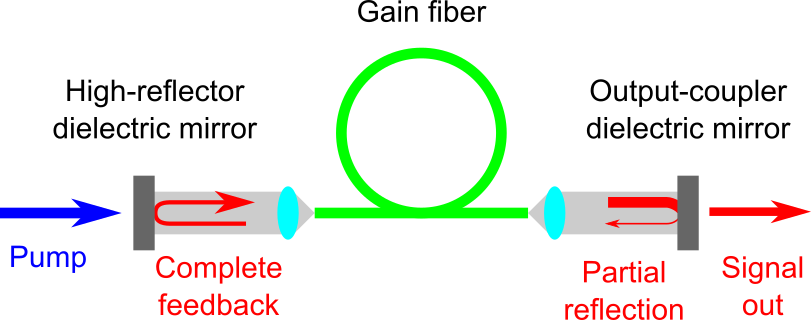 Gain fiber
High-reflector
dielectric mirror
Output-coupler
dielectric mirror
Pump
Complete
feedback
Partial
reflection
Signal
out